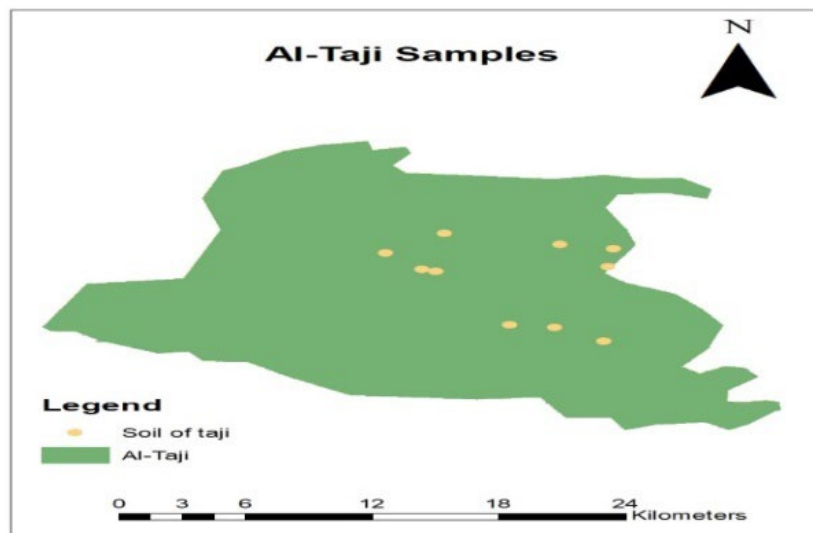 N
Al-Taji Samples
Legend
Soil of taji
Al-Taji
0 3 6 12 18 24
Kilometers